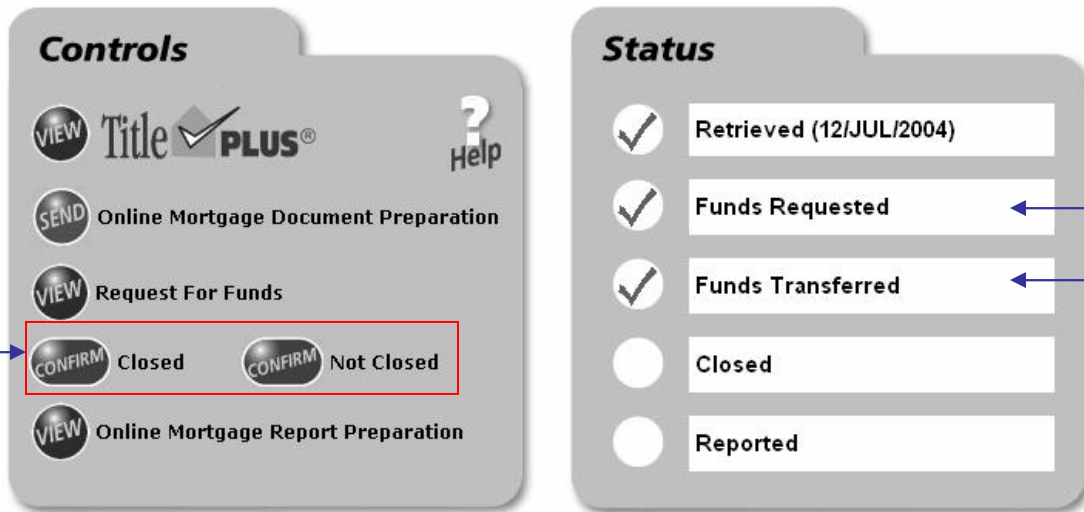 Controls
VIEW Title PLUS®
? Help
SEND Online Mortgage Document Preparation
VIEW Request For Funds
CONFIRM Closed CONFIRM Not Closed
VIEW Online Mortgage Report Preparation
Status
Retrieved (12/JUL/2004)
Funds Requested
Funds Transferred
Closed
Reported